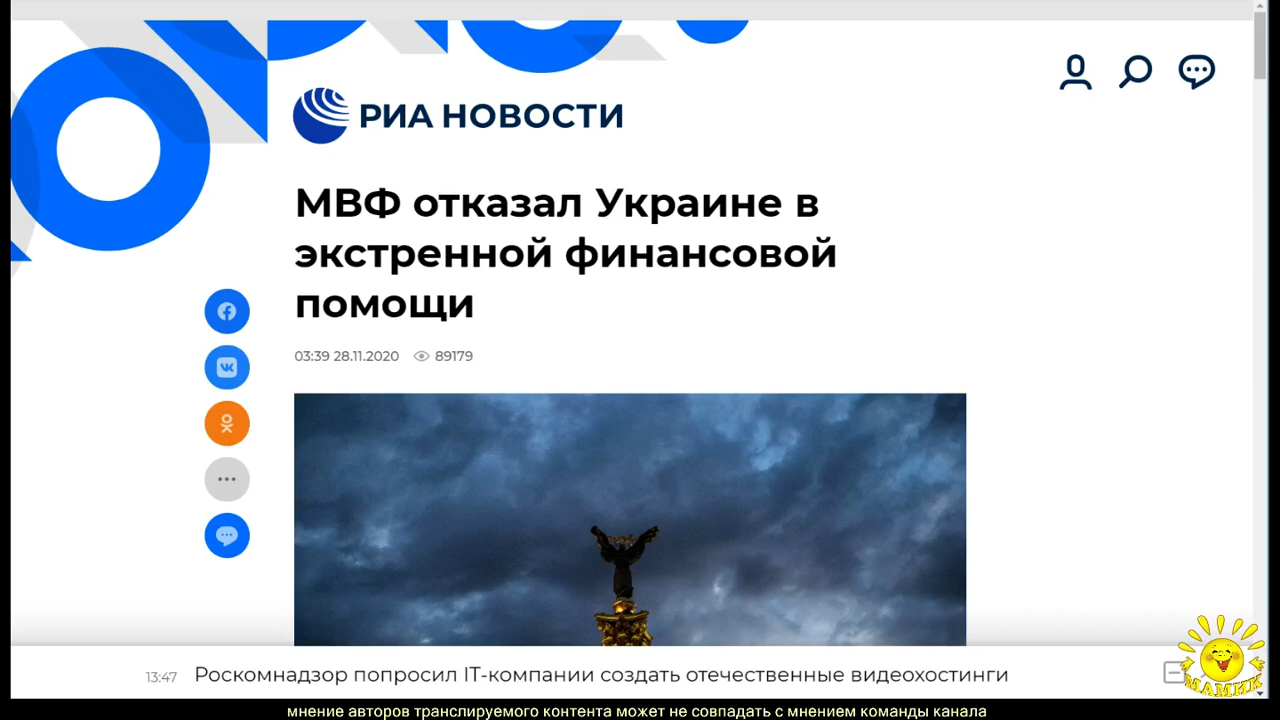 РИА НОВОСТИ
МВФ отказал Украине в
экстренной финансовой
помощи
03:39 28.11.2020 89179
13:47 Роскомнадзор попросил IT-компании создать отечественные видеохостинги
МАМИК
мнение авторов транслируемого контента может не совпадать с мнением команды канала